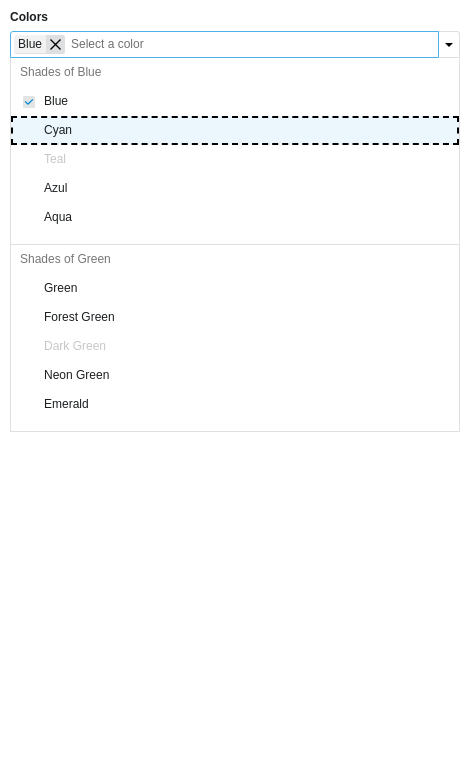 Colors
Blue Select a color
Shades of Blue
Blue
Cyan
Teal
Azul
Aqua
Shades of Green
Green
Forest Green
Dark Green
Neon Green
Emerald